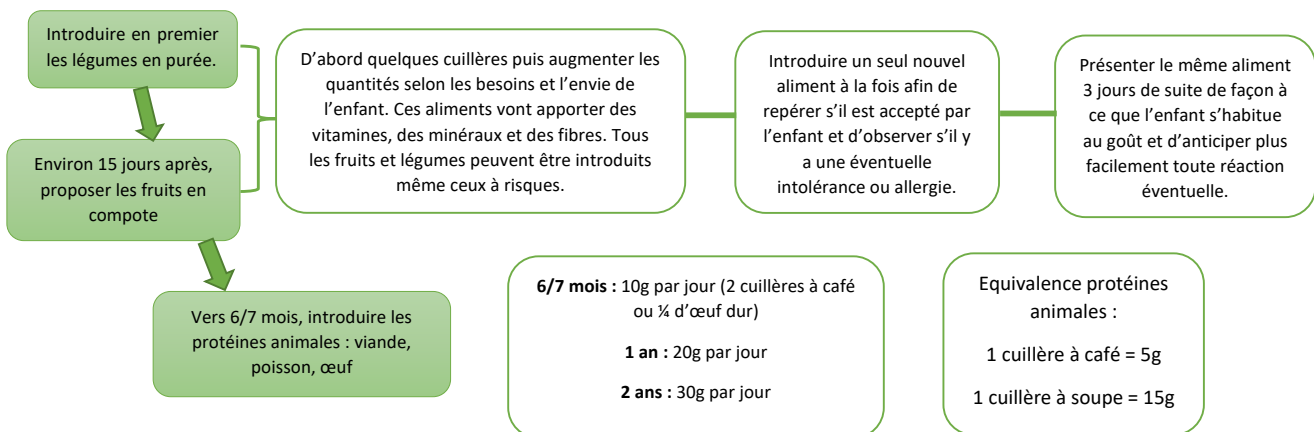 Introduire en premier
les légumes en purée.
D’abord quelques cuillères puis augmenter les
quantités selon les besoins et l’envie de
l’enfant. Ces aliments vont apporter des
vitamines, des minéraux et des fibres. Tous
les fruits et légumes peuvent être introduits
même ceux à risques.
Introduire un seul nouvel
aliment à la fois afin de
repérer s’il est accepté par
l’enfant et d’observer s’il y
a une éventuelle
intolérance ou allergie.
Présenter le même aliment
3 jours de suite de façon à
ce que l’enfant s’habitue
au goût et d’anticiper plus
facilement toute réaction
éventuelle.
Environ 15 jours après,
proposer les fruits en
compote
Vers 6/7 mois, introduire les
protéines animales : viande,
poisson, œuf
6/7 mois : 10g par jour (2 cuillères à café
ou ¼ d’œuf dur)
1 an : 20g par jour
2 ans : 30g par jour
Equivalence protéines
animales :
1 cuillère à café = 5g
1 cuillère à soupe = 15g